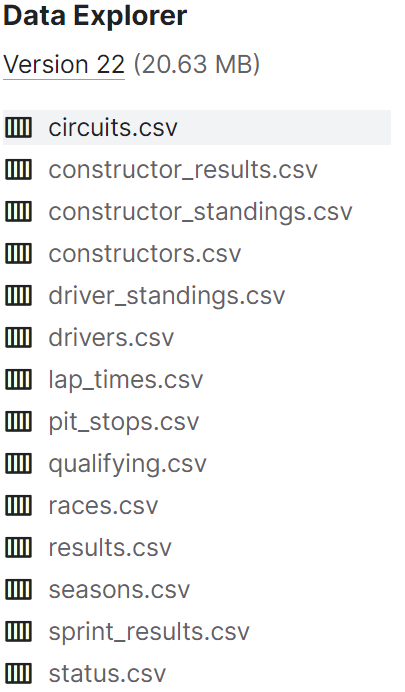 Data Explorer
Version 22 (20.63 MB)
circuits.csv
constructor_results.csv
constructor_standings.csv
constructors.csv
driver_standings.csv
drivers.csv
lap_times.csv
pit_stops.csv
qualifying.csv
races.csv
results.csv
seasons.csv
sprint_results.csv
status.csv